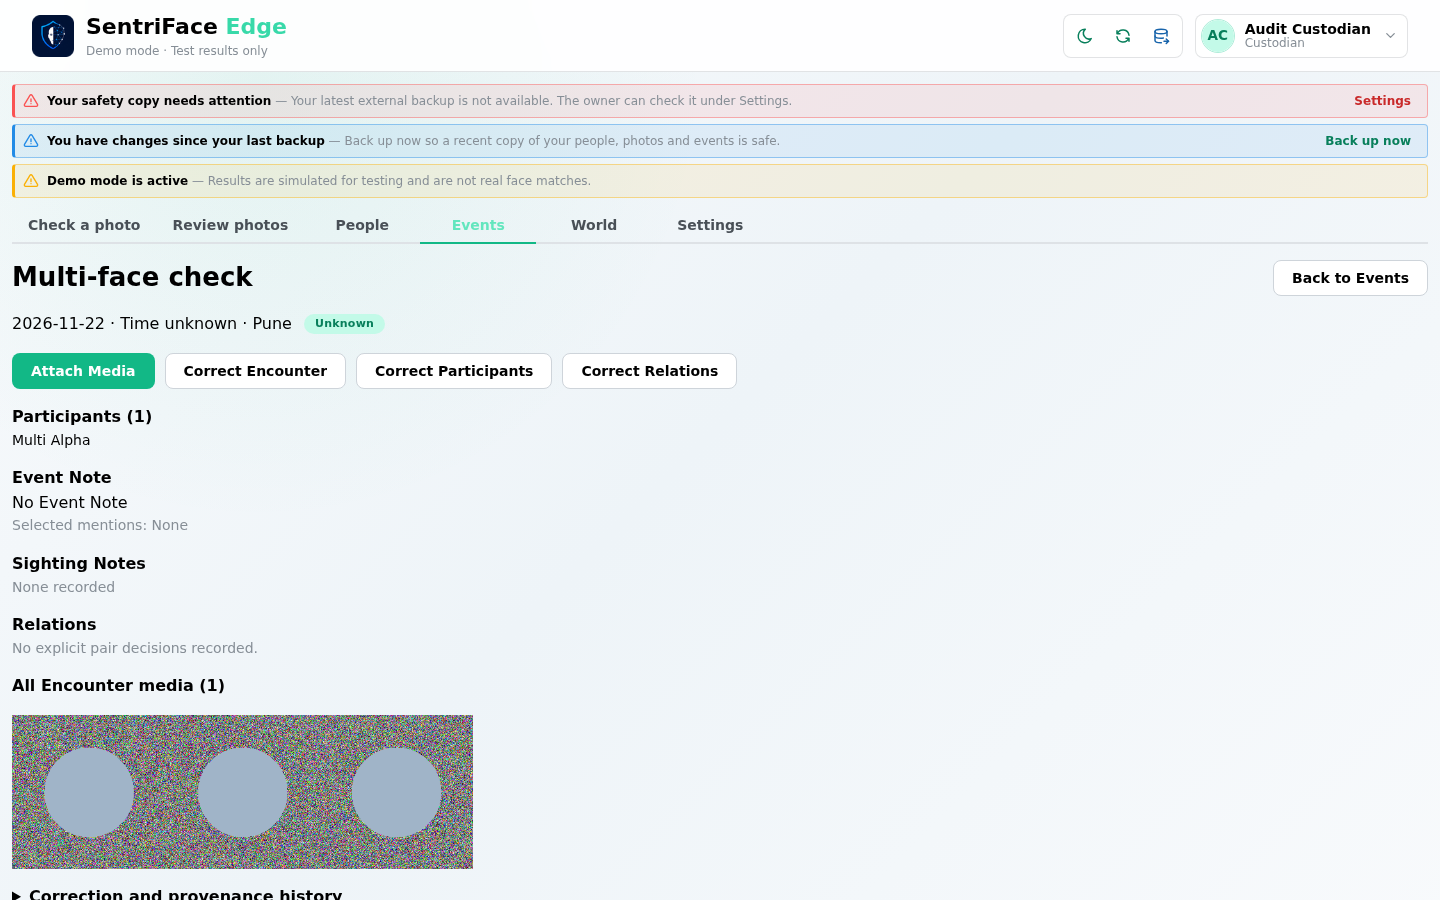 SentriFace Edge
Demo mode · Test results only
AC
Audit Custodian
Custodian
Your safety copy needs attention — Your latest external backup is not available. The owner can check it under Settings.
Settings
You have changes since your last backup — Back up now so a recent copy of your people, photos and events is safe.
Back up now
Demo mode is active — Results are simulated for testing and are not real face matches.
Check a photo
Review photos
People
Events
World
Settings
Multi-face check
Back to Events
2026-11-22 · Time unknown · Pune
Unknown
Attach Media
Correct Encounter
Correct Participants
Correct Relations
Participants (1)
Multi Alpha
Event Note
No Event Note
Selected mentions: None
Sighting Notes
None recorded
Relations
No explicit pair decisions recorded.
All Encounter media (1)
Correction and provenance history